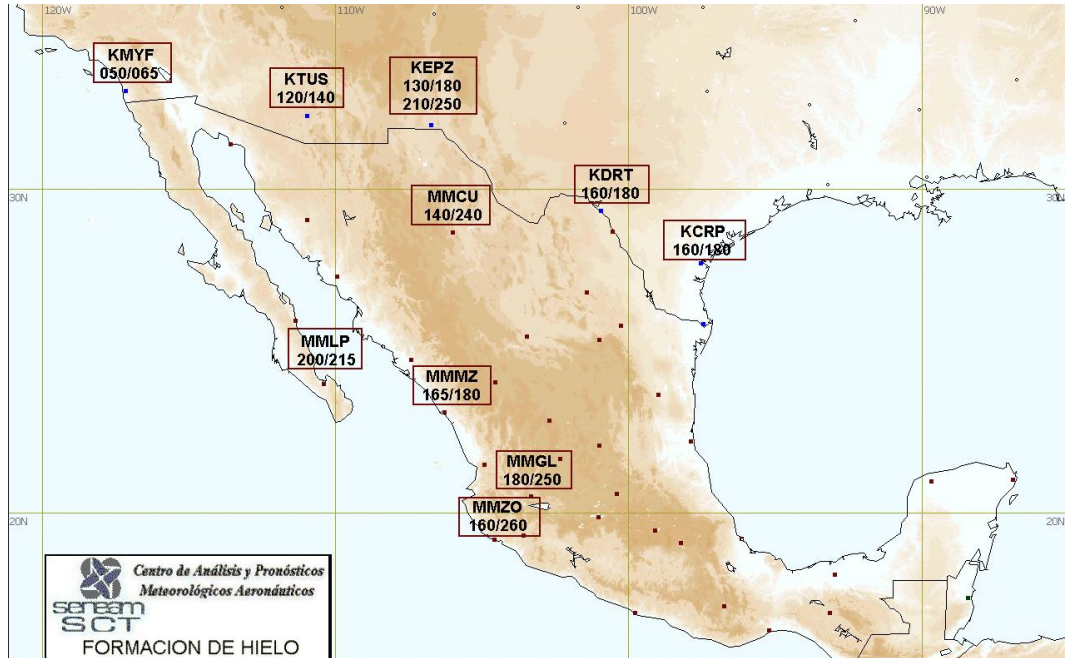 120W
110W
100W
90W
KMYF
050/065
KTUS
120/140
KEPZ
130/180
210/250
KDRT
160/180
30N
30N
MMCU
140/240
KCRP
160/180
MMLP
200/215
MMMZ
165/180
MMGL
180/250
MMZO
160/260
20N
20N
Centro de Análisis y Pronósticos
Meteorológicos Aeronáuticos
seneam
SCT
FORMACION DE HIELO